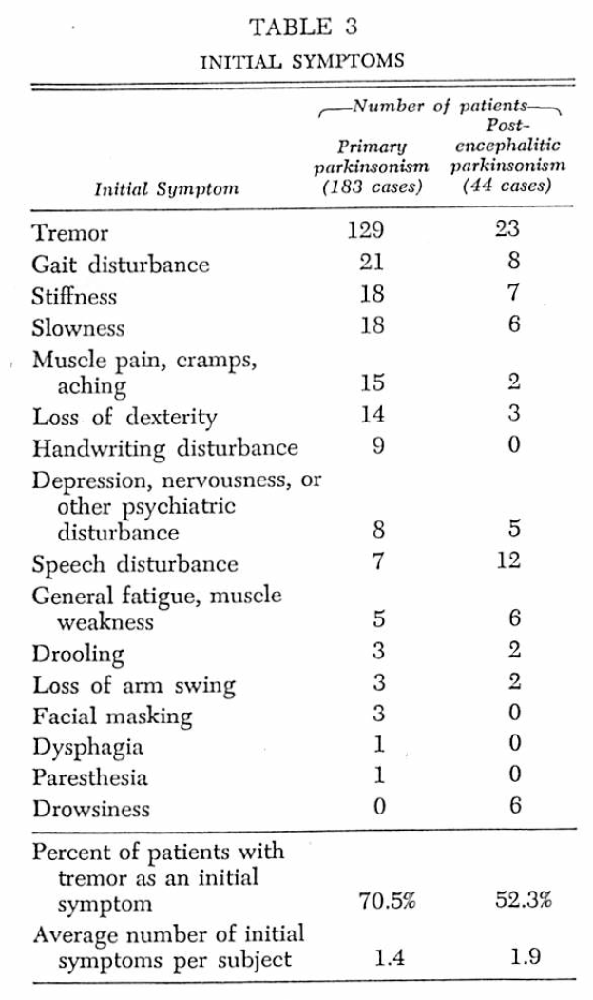 TABLE 3
INITIAL SYMPTOMS
Number of patients
Post-
Primary encephalitic
parkinsonism parkinsonism
Initial Symptom (183 cases) (44 cases)
Tremor 129 23
Gait disturbance 21 8
Stiffness 18 7
Slowness 18 6
Muscle pain, cramps,
aching 15 2
Loss of dexterity 14 3
Handwriting disturbance 9 0
Depression, nervousness, or
other psychiatric
disturbance 8 5
Speech disturbance 7 12
General fatigue, muscle
weakness 5 6
Drooling 3 2
Loss of arm swing 3 2
Facial masking 3 0
Dysphagia 1 0
Paresthesia 1 0
Drowsiness 0 6
Percent of patients with
tremor as an initial
symptom 70.5% 52.3%
Average number of initial
symptoms per subject 1.4 1.9